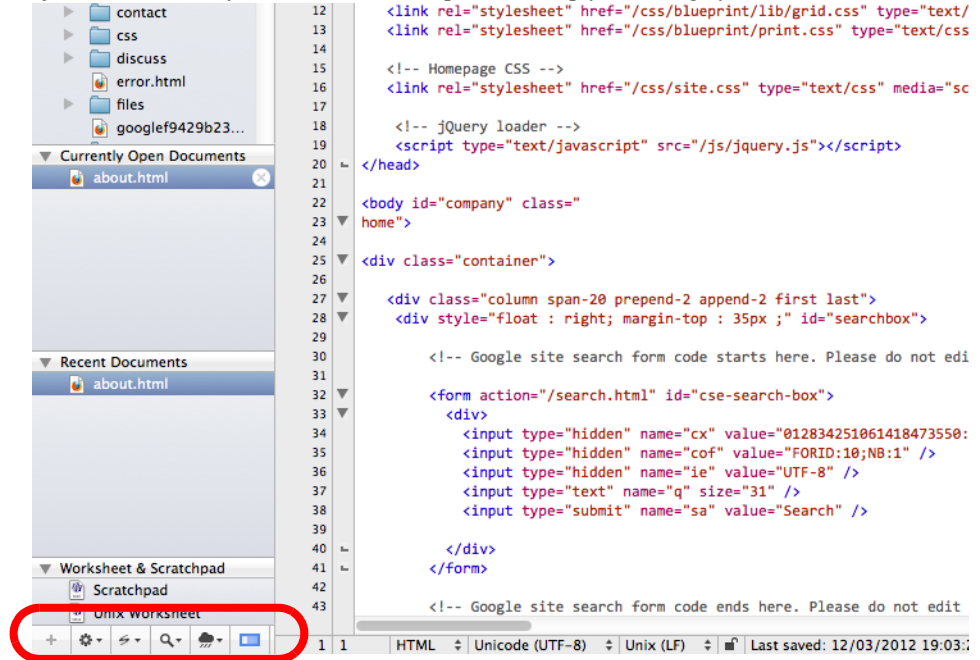 contact
css
discuss
error.html
files
googlef9429b23...
Currently Open Documents
about.html
Recent Documents
about.html
Worksheet & Scratchpad
Scratchpad
Unix Worksheet
12 <link rel="stylesheet" href="/css/blueprint/lib/grid.css" type="text/
13 <link rel="stylesheet" href="/css/blueprint/print.css" type="text/css
14
15 <!-- Homepage CSS -->
16 <link rel="stylesheet" href="/css/site.css" type="text/css" media="sc
17
18 <!-- jQuery loader -->
19 <script type="text/javascript" src="/js/jquery.js"></script>
20 </head>
21
22 <body id="company" class="
23 home">
24
25 <div class="container">
26
27 <div class="column span-20 prepend-2 append-2 first last">
28 <div style="float : right; margin-top : 35px ;" id="searchbox">
29
30 <!-- Google site search form code starts here. Please do not edi
31
32 <form action="/search.html" id="cse-search-box">
33 <div>
34 <input type="hidden" name="cx" value="012834251061418473550:
35 <input type="hidden" name="cof" value="FORID:10;NB:1" />
36 <input type="hidden" name="ie" value="UTF-8" />
37 <input type="text" name="q" size="31" />
38 <input type="submit" name="sa" value="Search" />
39
40 </div>
41 </form>
42
43 <!-- Google site search form code ends here. Please do not edit
1 1 HTML Unicode (UTF-8) Unix (LF) Last saved: 12/03/2012 19:03:2